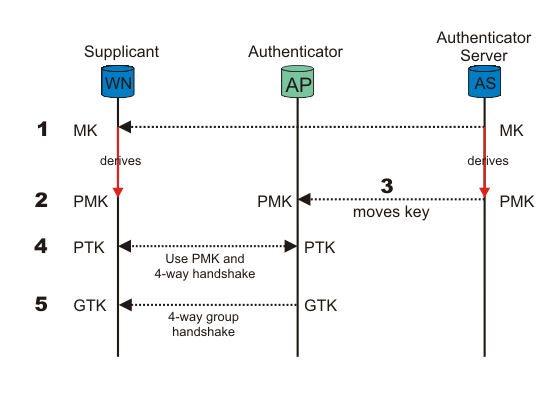 Supplicant
Authenticator
Authenticator
Server
WN
AP
AS
1
MK
MK
derives
derives
2
PMK
PMK
3
moves key
PMK
4
PTK
PTK
Use PMK and
4-way handshake
5
GTK
GTK
4-way group
handshake